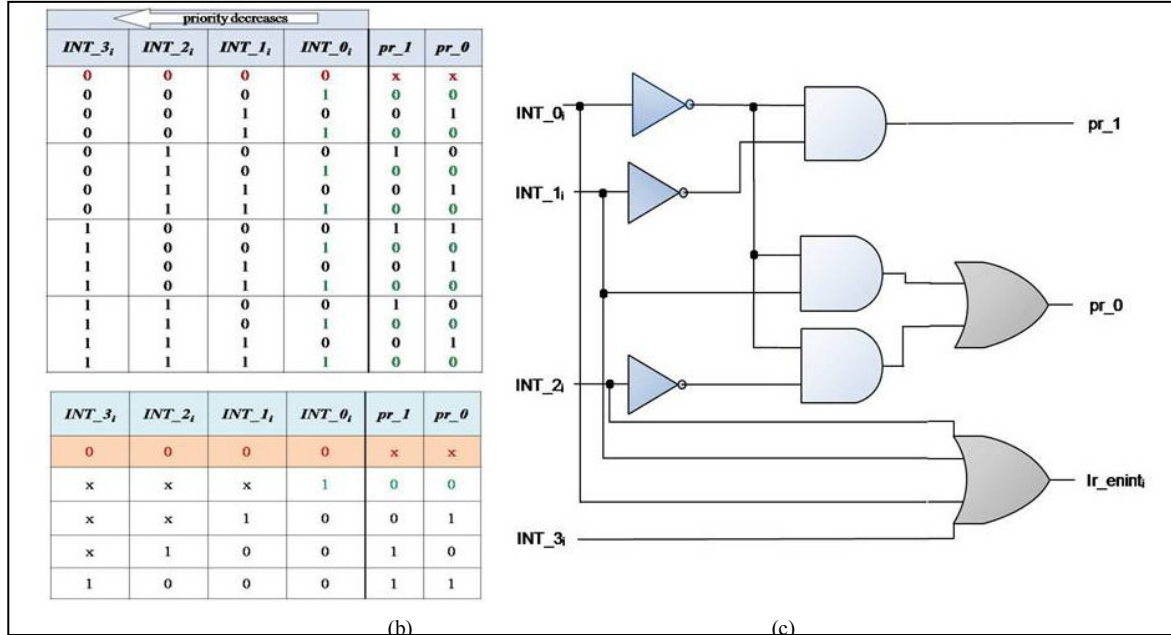 priority decreases
INT_3i INT_2i INT_1i INT_0i pr_1 pr_0
0 0 0 0 x x
0 0 0 1 0 0
0 0 1 0 0 1
0 0 1 1 0 0
0 1 0 0 1 0
0 1 0 1 0 0
0 1 1 0 0 1
0 1 1 1 0 0
1 0 0 0 1 1
1 0 0 1 0 0
1 0 1 0 0 1
1 0 1 1 0 0
1 1 0 0 1 0
1 1 0 1 0 0
1 1 1 0 0 1
1 1 1 1 0 0
INT_3i INT_2i INT_1i INT_0i pr_1 pr_0
0 0 0 0 x x
x x x 1 0 0
x x 1 0 0 1
x 1 0 0 1 0
1 0 0 0 1 1
(b)
INT_0i
pr_1
INT_1i
pr_0
INT_2i
Ir_eninti
INT_3i
(c)